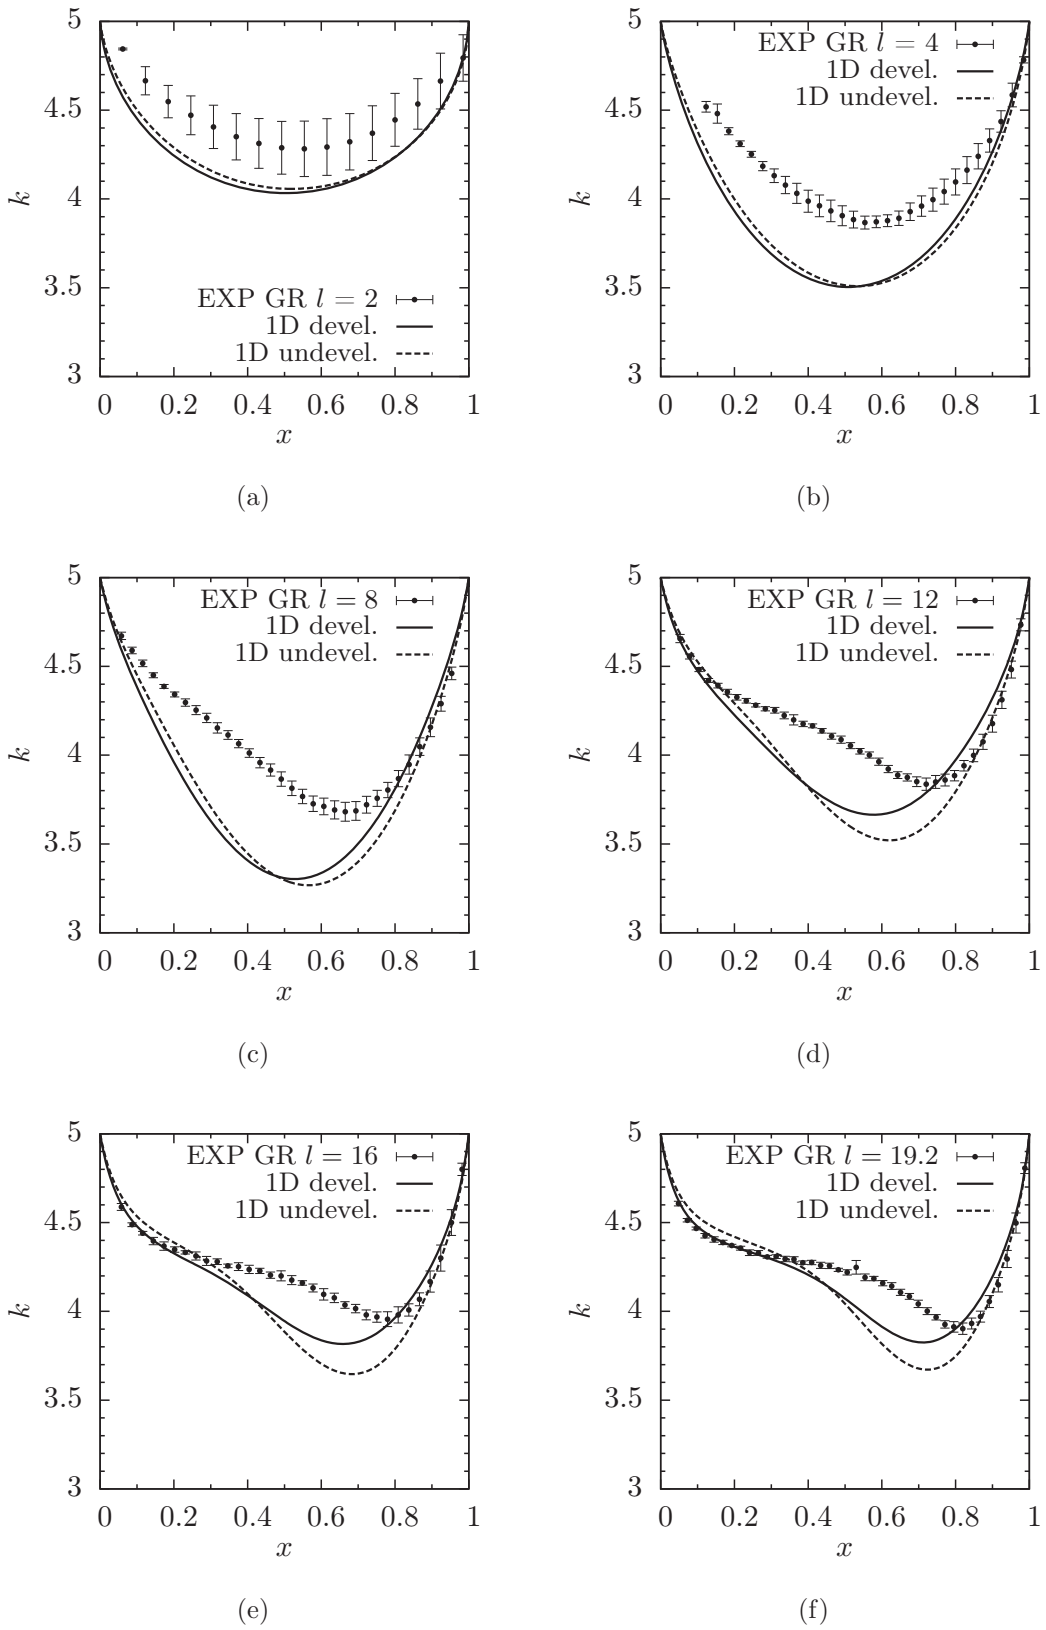 5
4.5
4
3.5
3
k
EXP GR l = 2
1D devel.
1D undevel.
0 0.2 0.4 0.6 0.8 1
x
(a)
5
4.5
4
3.5
3
k
EXP GR l = 4
1D devel.
1D undevel.
0 0.2 0.4 0.6 0.8 1
x
(b)
5
4.5
4
3.5
3
k
EXP GR l = 8
1D devel.
1D undevel.
0 0.2 0.4 0.6 0.8 1
x
(c)
5
4.5
4
3.5
3
k
EXP GR l = 12
1D devel.
1D undevel.
0 0.2 0.4 0.6 0.8 1
x
(d)
5
4.5
4
3.5
3
k
EXP GR l = 16
1D devel.
1D undevel.
0 0.2 0.4 0.6 0.8 1
x
(e)
5
4.5
4
3.5
3
k
EXP GR l = 19.2
1D devel.
1D undevel.
0 0.2 0.4 0.6 0.8 1
x
(f)